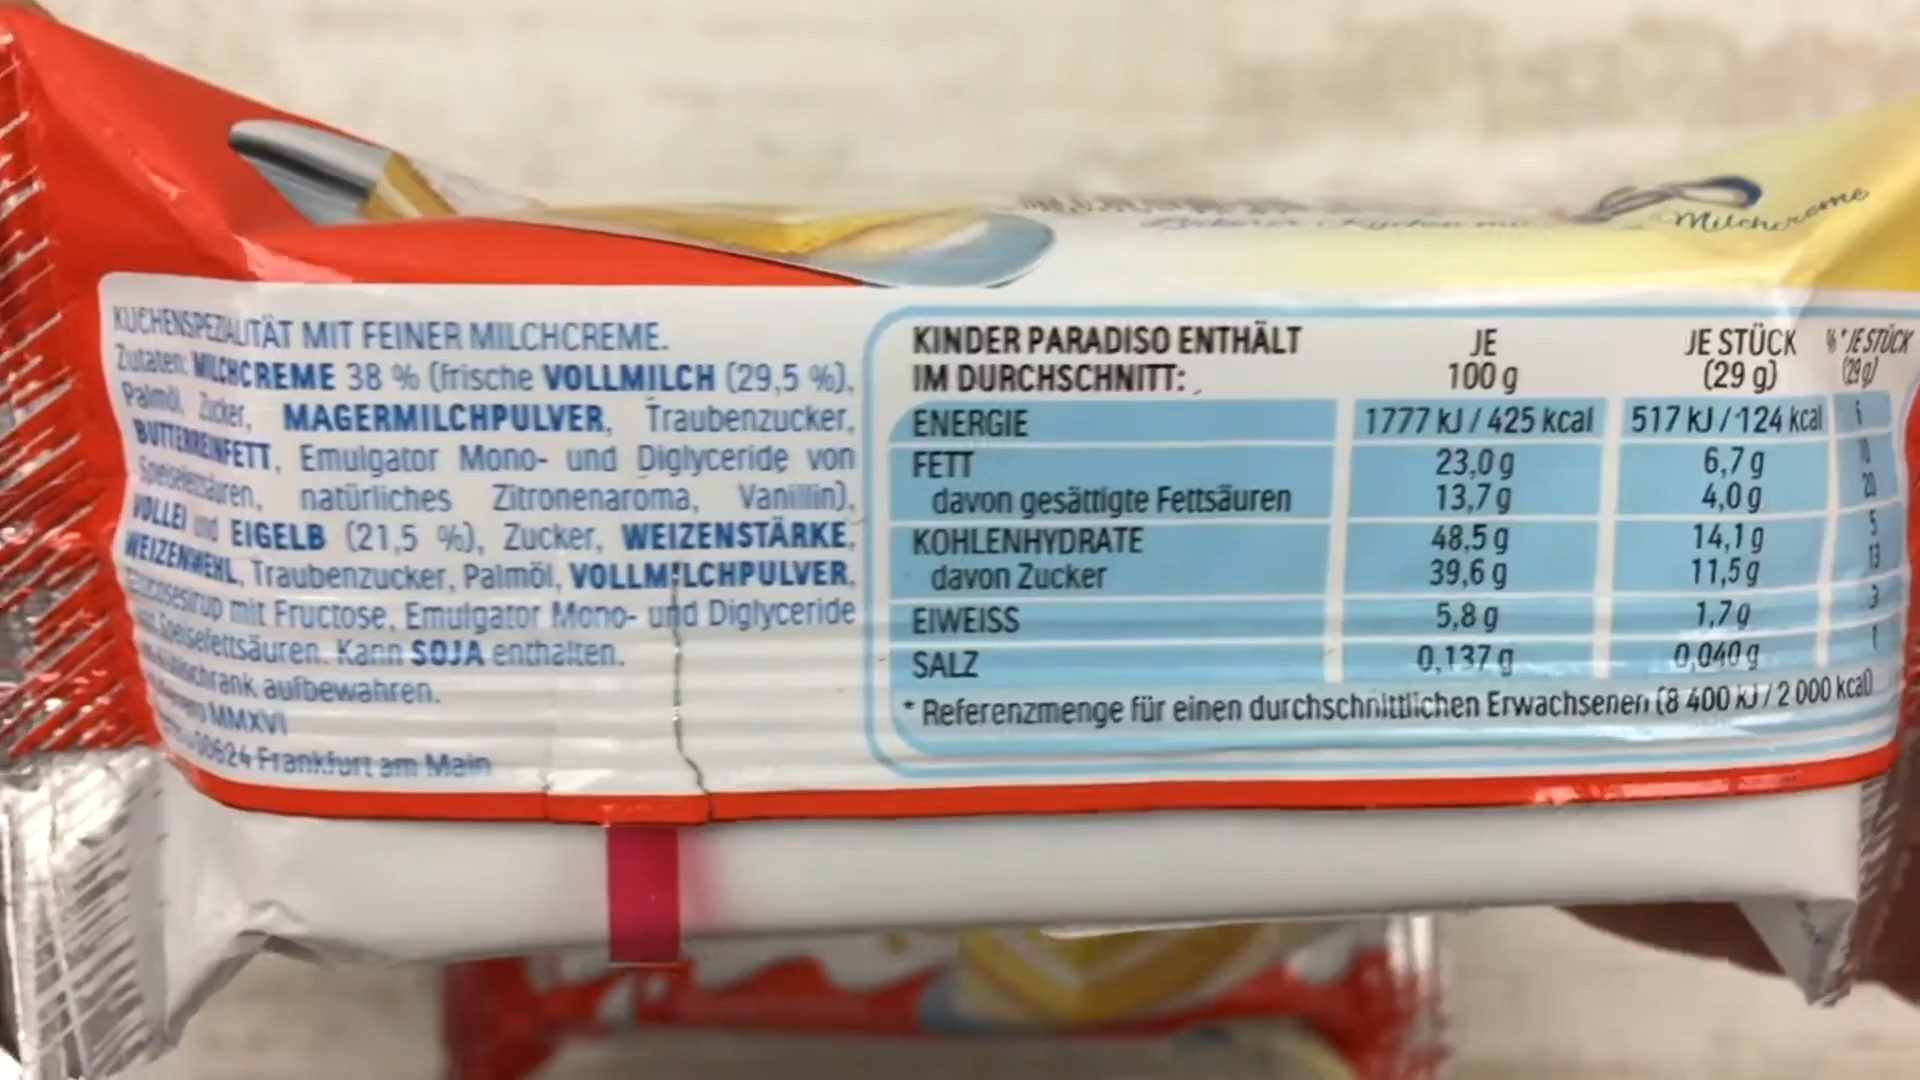 Milchcreme
KUCHENSPEZIALITÄT MIT FEINER MILCHCREME.
Zutaten: MILCHCREME 38 % (frische VOLLMILCH (29,5 %),
Palmöl, Zucker, MAGERMILCHPULVER, Traubenzucker,
BUTTERREINFETT, Emulgator Mono- und Diglyceride von
Speisefettsäuren, natürliches Zitronenaroma, Vanillin),
VOLLEI und EIGELB (21,5 %), Zucker, WEIZENSTÄRKE,
WEIZENMEHL, Traubenzucker, Palmöl, VOLLMILCHPULVER,
Glucosesirup mit Fructose, Emulgator Mono- und Diglyceride
von Speisefettsäuren. Kann SOJA enthalten.
aufbewahren.
MMXVI
Frankfurt am Main
KINDER PARADISO ENTHÄLT JE JE STÜCK %*JE STÜCK
IM DURCHSCHNITT: 100 g (29 g) (29 g)
ENERGIE 1777 kJ / 425 kcal 517 kJ / 124 kcal 6
FETT 23,0 g 6,7 g 10
davon gesättigte Fettsäuren 13,7 g 4,0 g 20
KOHLENHYDRATE 48,5 g 14,1 g 5
davon Zucker 39,6 g 11,5 g 13
EIWEISS 5,8 g 1,7 g 3
SALZ 0,137 g 0,040 g 1
* Referenzmenge für einen durchschnittlichen Erwachsenen (8 400 kJ / 2 000 kcal)